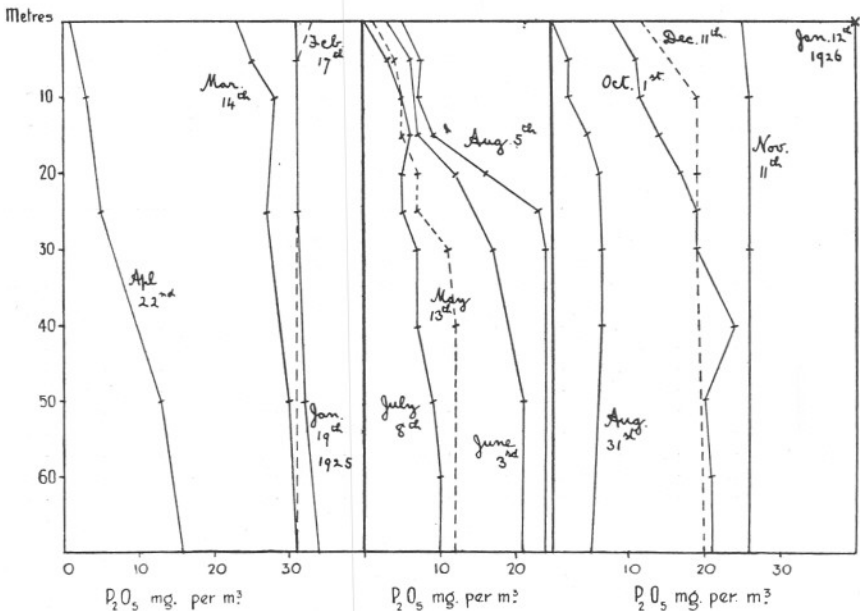 Metres
10
20
30
40
50
60
Apl
22nd
Mar.
14th
Feb.
17th
Jan.
19th
1925
July
8th
May
13th
June
3rd
Aug. 5th
Aug.
31st
Oct. 1st
Dec. 11th.
Nov.
11th
Jan. 12th
1926
0 10 20 30 10 20 10 20 30 40
P2O5 mg. per m3. P2O5 mg. per m3. P2O5 mg. per. m3.